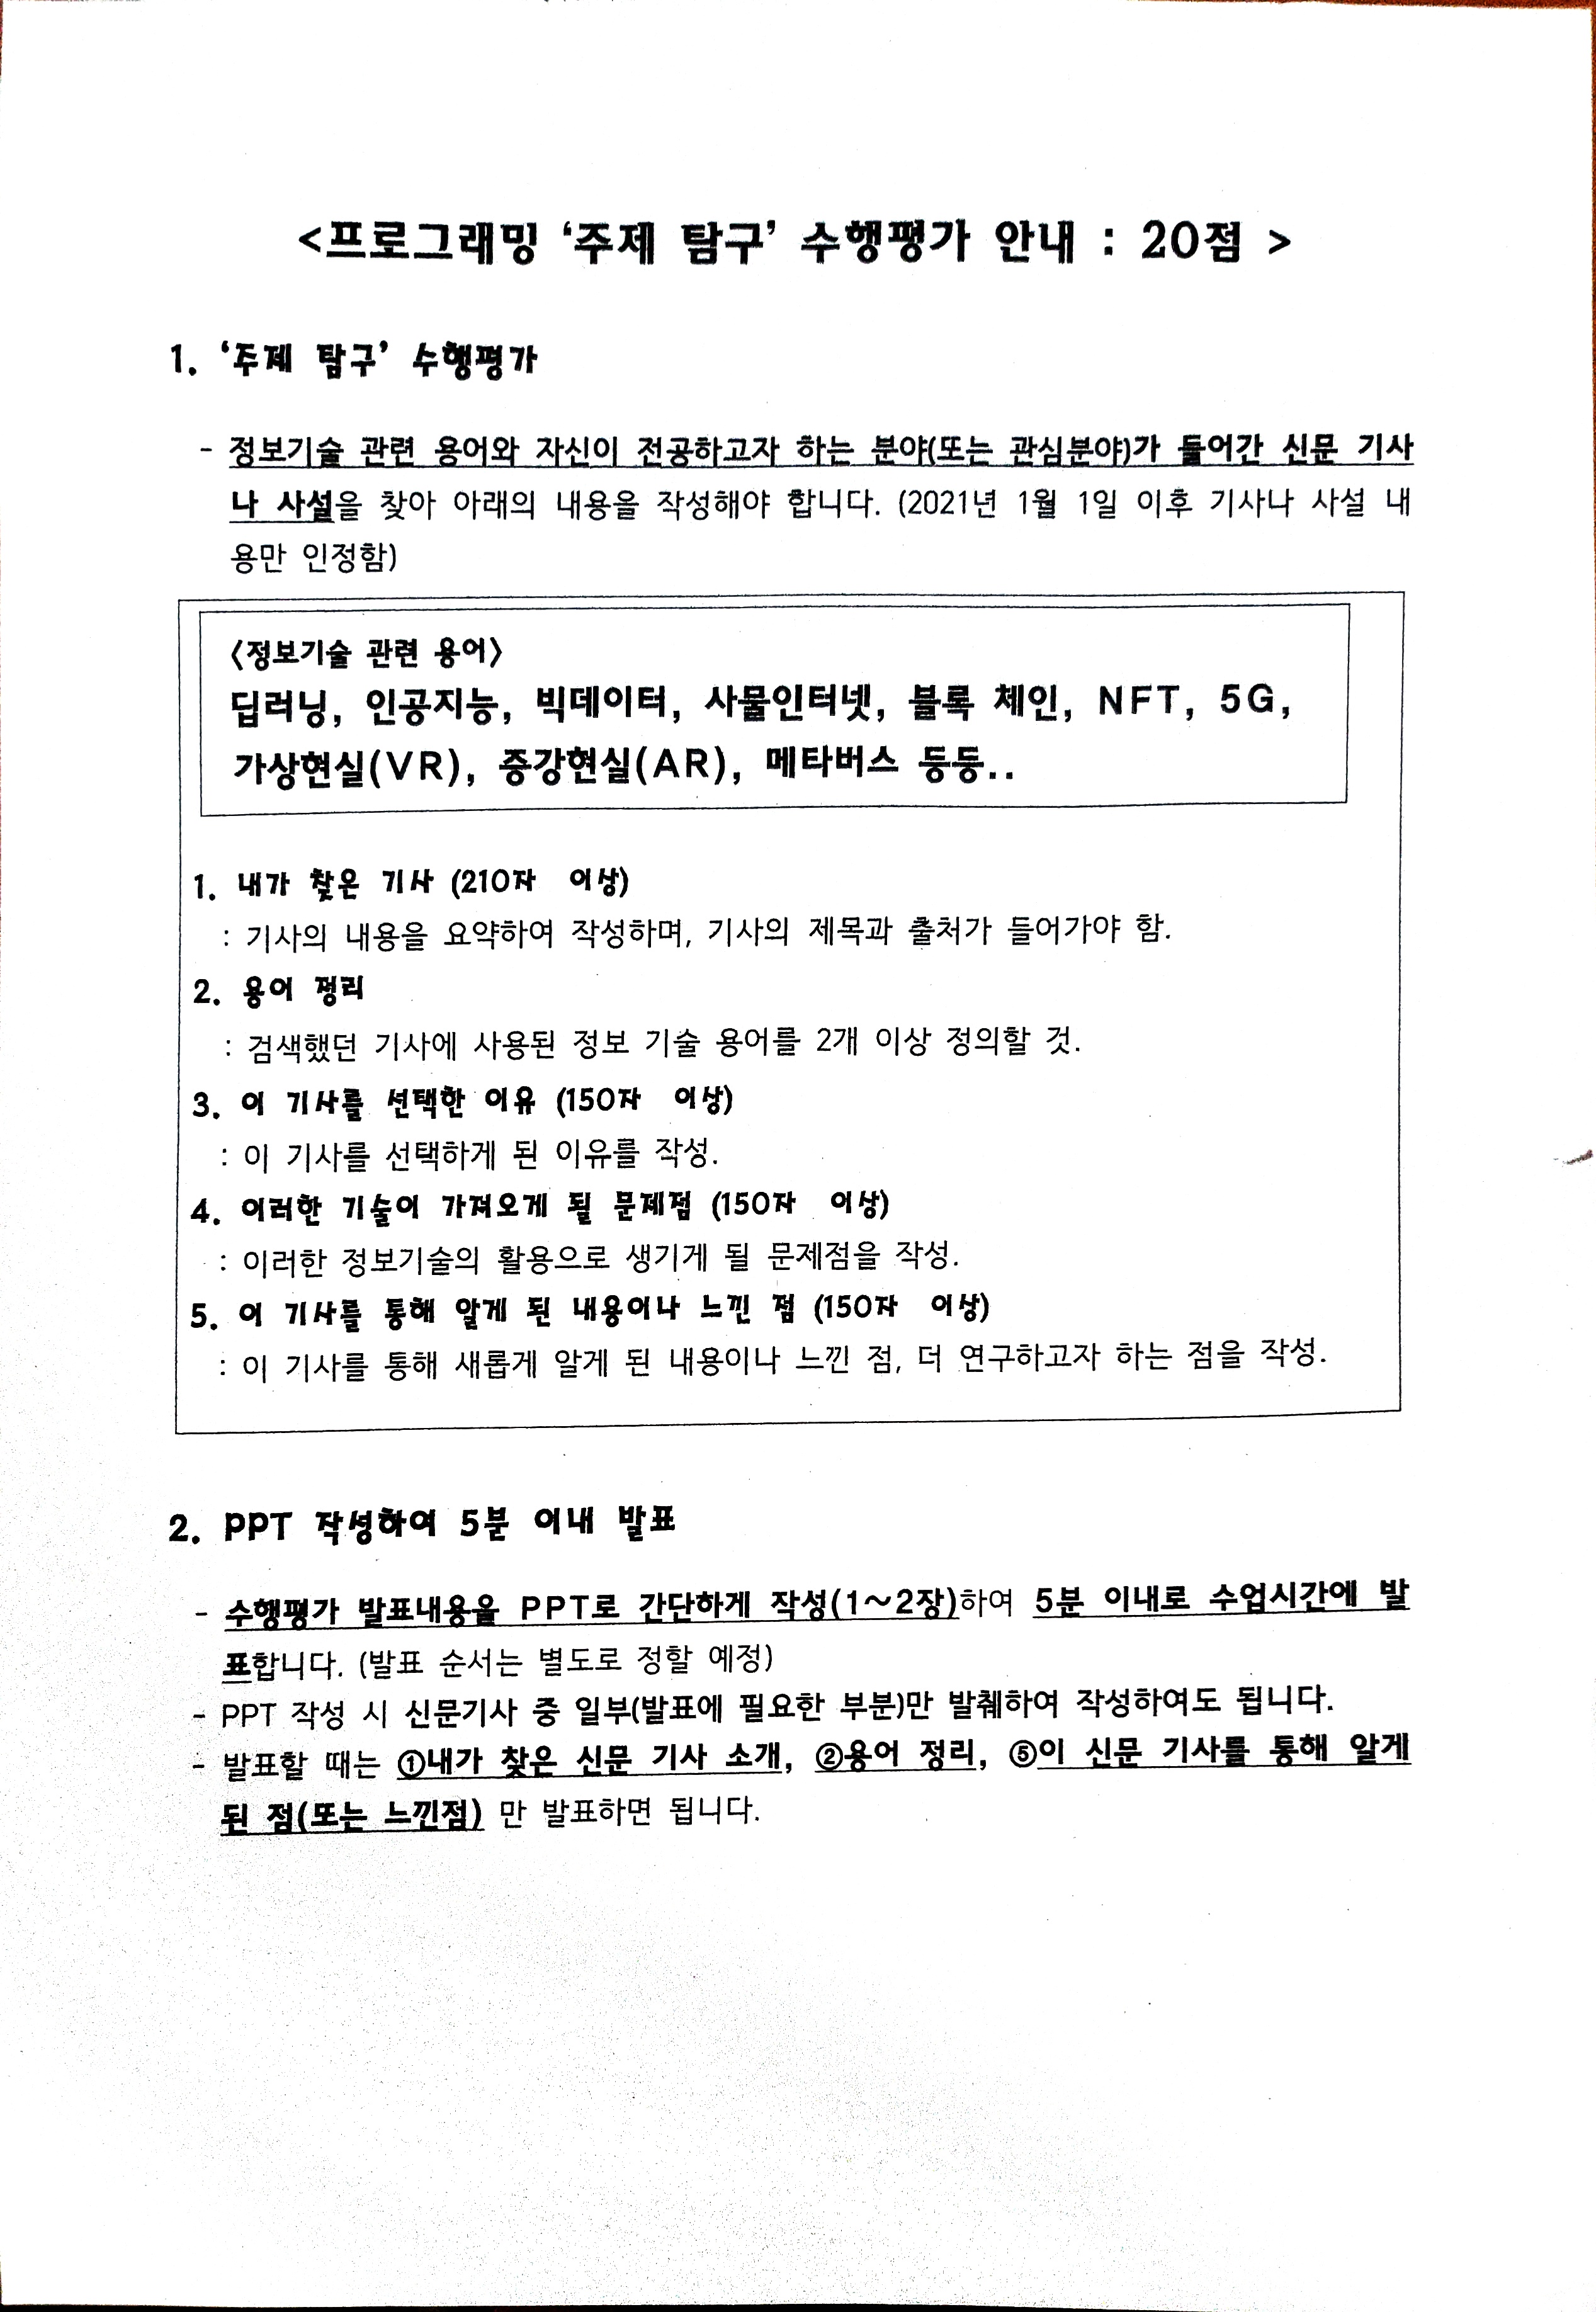 <프로그래밍 ‘주제 탐구’ 수행평가 안내 : 20점 >
1. ‘주제 탐구’ 수행평가
- 정보기술 관련 용어와 자신이 전공하고자 하는 분야(또는 관심분야)가 들어간 신문 기사
나 사설을 찾아 아래의 내용을 작성해야 합니다. (2021년 1월 1일 이후 기사나 사설 내
용만 인정함)
<정보기술 관련 용어>
딥러닝, 인공지능, 빅데이터, 사물인터넷, 블록 체인, NFT, 5G,
가상현실(VR), 증강현실(AR), 메타버스 등등..
1. 내가 찾은 기사 (210자 이상)
: 기사의 내용을 요약하여 작성하며, 기사의 제목과 출처가 들어가야 함.
2. 용어 정리
: 검색했던 기사에 사용된 정보 기술 용어를 2개 이상 정의할 것.
3. 이 기사를 선택한 이유 (150자 이상)
: 이 기사를 선택하게 된 이유를 작성.
4. 이러한 기술이 가져오게 될 문제점 (150자 이상)
: 이러한 정보기술의 활용으로 생기게 될 문제점을 작성.
5. 이 기사를 통해 알게 된 내용이나 느낀 점 (150자 이상)
: 이 기사를 통해 새롭게 알게 된 내용이나 느낀 점, 더 연구하고자 하는 점을 작성.
2. PPT 작성하여 5분 이내 발표
- 수행평가 발표내용을 PPT로 간단하게 작성(1~2장)하여 5분 이내로 수업시간에 발
표합니다. (발표 순서는 별도로 정할 예정)
- PPT 작성 시 신문기사 중 일부(발표에 필요한 부분)만 발췌하여 작성하여도 됩니다.
- 발표할 때는 ①내가 찾은 신문 기사 소개, ②용어 정리, ⑤이 신문 기사를 통해 알게
된 점(또는 느낀점) 만 발표하면 됩니다.